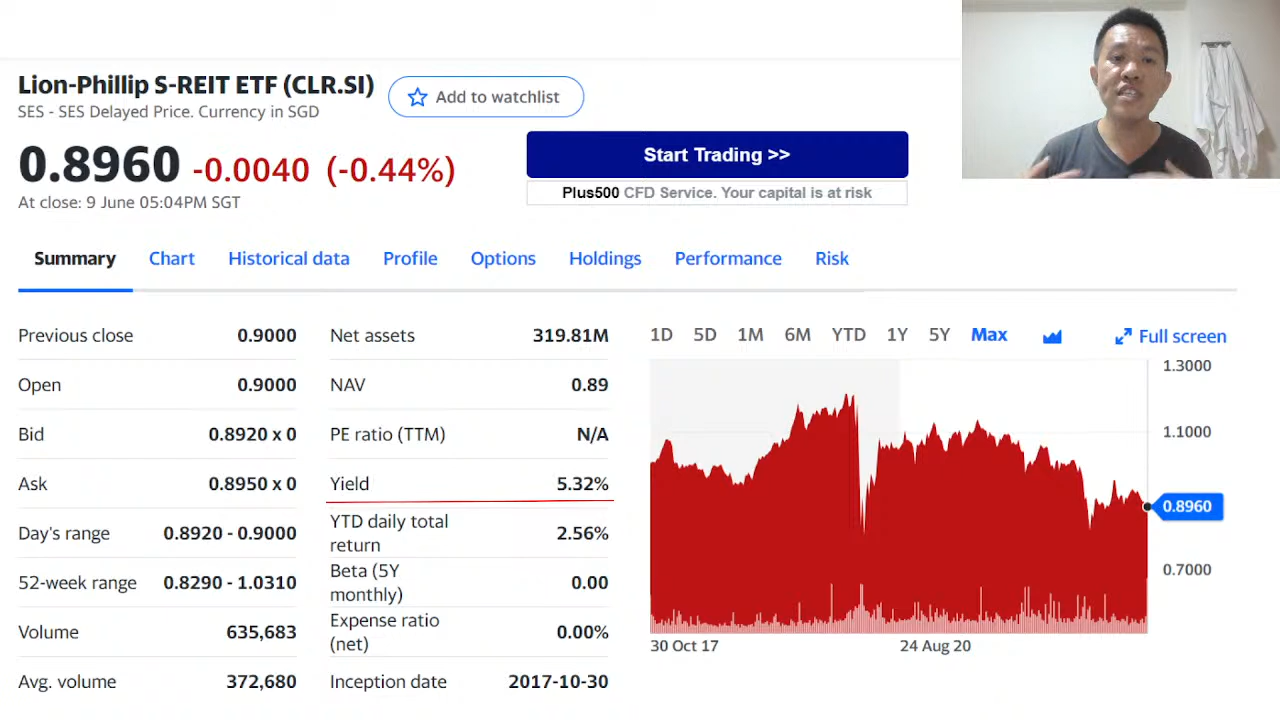 Lion-Phillip S-REIT ETF (CLR.SI)
Add to watchlist
SES - SES Delayed Price. Currency in SGD
0.8960 -0.0040 (-0.44%)
At close: 9 June 05:04PM SGT
Start Trading >>
Plus500 CFD Service. Your capital is at risk
Summary Chart Historical data Profile Options Holdings Performance Risk
Previous close 0.9000
Open 0.9000
Bid 0.8920 x 0
Ask 0.8950 x 0
Day's range 0.8920 - 0.9000
52-week range 0.8290 - 1.0310
Volume 635,683
Avg. volume 372,680
Net assets 319.81M
NAV 0.89
PE ratio (TTM) N/A
Yield 5.32%
YTD daily total
return 2.56%
Beta (5Y
monthly) 0.00
Expense ratio
(net) 0.00%
Inception date 2017-10-30
1D 5D 1M 6M YTD 1Y 5Y Max Full screen
1.3000
1.1000
0.8960
0.7000
30 Oct 17 24 Aug 20